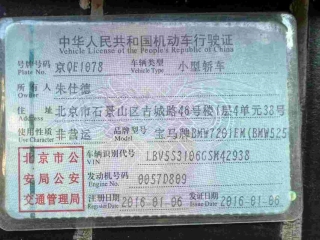 中华人民共和国机动车行驶证
Vehicle License of the People's Republic of China
号牌号码 京QE1078 车辆类型 小型轿车
Plate No. Vehicle Type
所有人 朱仕德
Owner
住址 北京市石景山区古城路46号楼1层4单元38号
Address
使用性质 非营运 品牌型号 宝马牌BMW7201EM(BMW525
Use Character Model
北京市公
安局公安
交通管理局
车辆识别代号 LBV5S3106GSM42938
VIN
发动机号码 0057D809
Engine No.
注册日期 2016-01-06 发证日期 2016-01-06
Register Date Issue Date